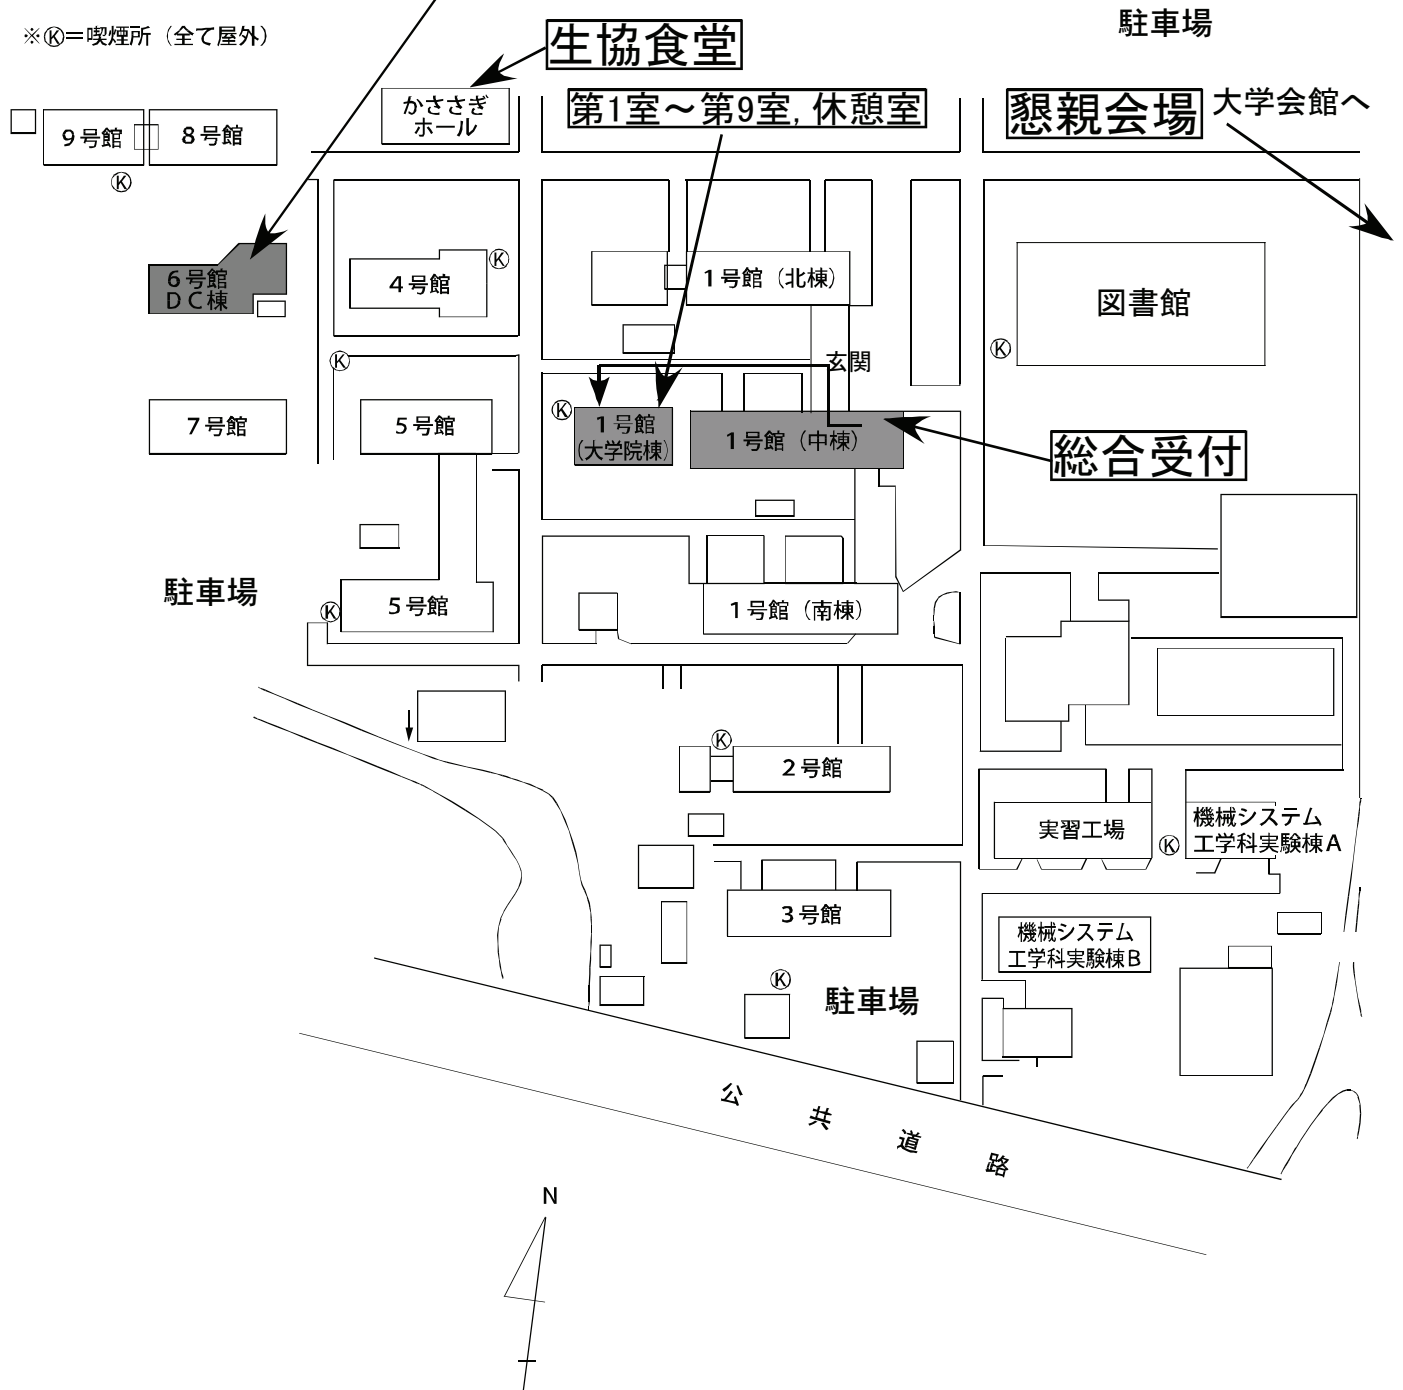 駐車場
※Ⓚ＝喫煙所（全て屋外）
生協食堂
かささぎ
ホール
第1室～第9室，休憩室
懇親会場
大学会館へ
9号館
8号館
Ⓚ
6号館
DC棟
4号館
Ⓚ
1号館（北棟）
図書館
Ⓚ
Ⓚ
玄関
7号館
5号館
Ⓚ
1号館
（大学院棟）
1号館（中棟）
総合受付
駐車場
Ⓚ
5号館
1号館（南棟）
Ⓚ
2号館
実習工場
Ⓚ
機械システム
工学科実験棟A
3号館
機械システム
工学科実験棟B
Ⓚ
駐車場
公共道路
N